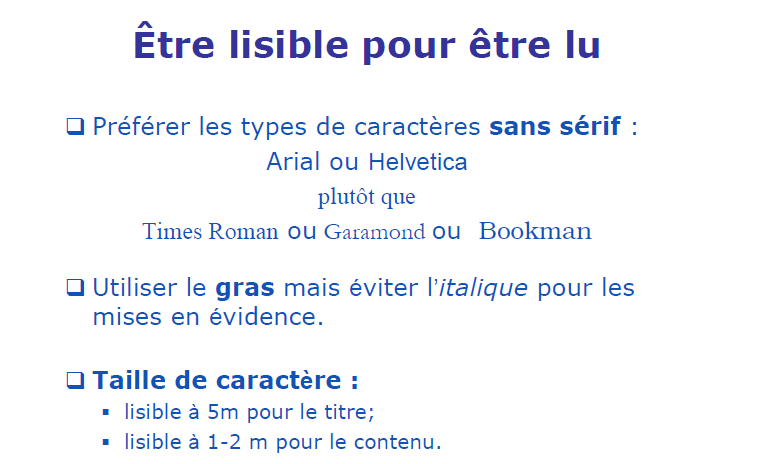 Être lisible pour être lu
❑ Préférer les types de caractères sans sérif :
Arial ou Helvetica
plutôt que
Times Roman ou Garamond ou Bookman
❑ Utiliser le gras mais éviter l’italique pour les
mises en évidence.
❑ Taille de caractère :
▪ lisible à 5m pour le titre;
▪ lisible à 1-2 m pour le contenu.